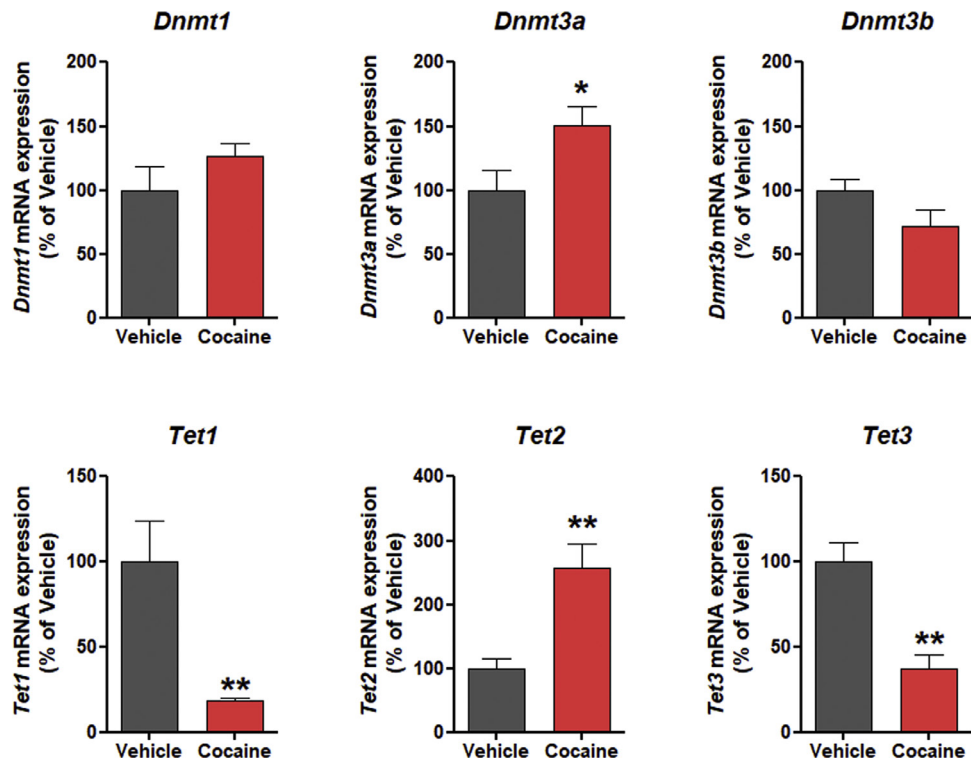 Dnmt1
Dnmt1 mRNA expression
(% of Vehicle)
200
150
100
50
0
Vehicle Cocaine
Dnmt3a
Dnmt3a mRNA expression
(% of Vehicle)
200
150
100
50
0
*
Vehicle Cocaine
Dnmt3b
Dnmt3b mRNA expression
(% of Vehicle)
200
150
100
50
0
Vehicle Cocaine
Tet1
Tet1 mRNA expression
(% of Vehicle)
150
100
50
0
**
Vehicle Cocaine
Tet2
Tet2 mRNA expression
(% of Vehicle)
400
300
200
100
0
**
Vehicle Cocaine
Tet3
Tet3 mRNA expression
(% of Vehicle)
150
100
50
0
**
Vehicle Cocaine